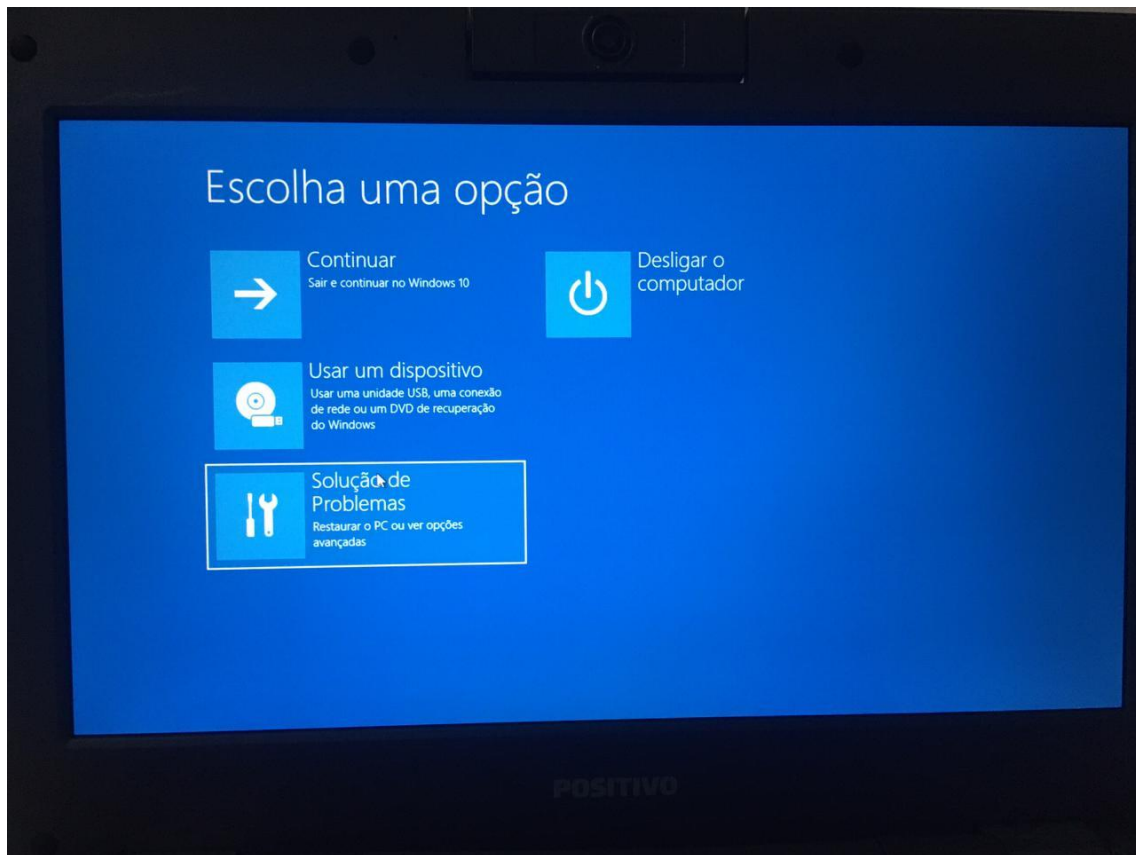 Escolha uma opção
Continuar
Sair e continuar no Windows 10
Desligar o
computador
Usar um dispositivo
Usar uma unidade USB, uma conexão
de rede ou um DVD de recuperação
do Windows
Solução de
Problemas
Restaurar o PC ou ver opções
avançadas
POSITIVO